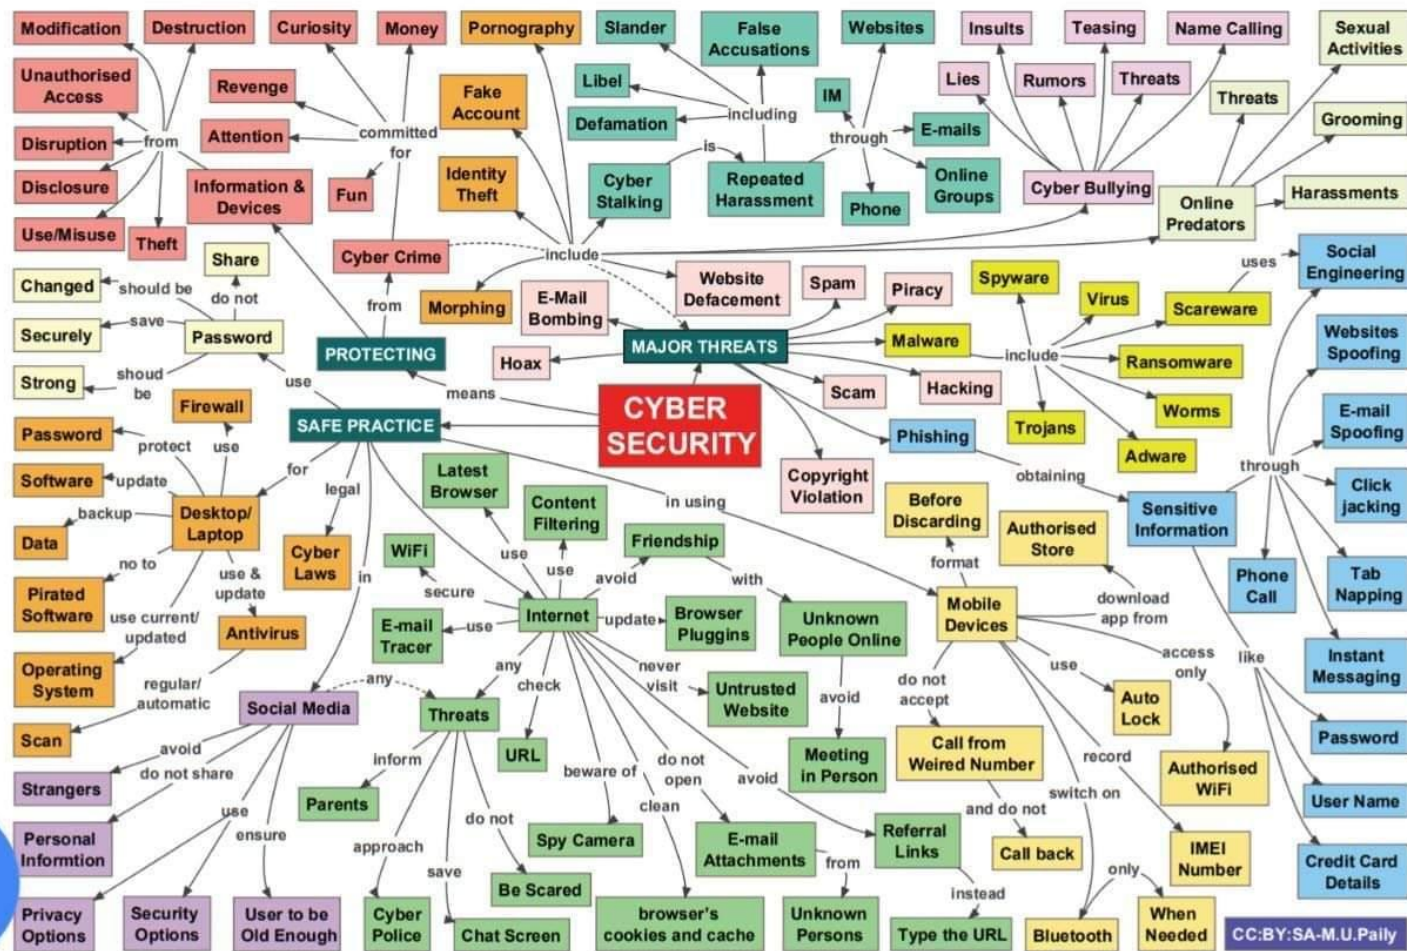 Modification
Destruction
Curiosity
Money
Pornography
Slander
False
Accusations
Websites
Insults
Teasing
Name Calling
Sexual
Activities
Unauthorised
Access
Revenge
Fake
Account
Libel
IM
Lies
Rumors
Threats
Threats
Attention
committed
for
Defamation
including
through
E-mails
Grooming
Disruption
from
Identity
Theft
is
Disclosure
Information &
Devices
Fun
Cyber
Stalking
Repeated
Harassment
Online
Groups
Cyber Bullying
Harassments
Phone
Online
Predators
Use/Misuse
Theft
Cyber Crime
include
Share
Changed
should be
do not
from
Morphing
E-Mail
Bombing
Website
Defacement
Spam
Piracy
Spyware
Virus
uses
Social
Engineering
Scareware
Securely
save
Password
PROTECTING
Hoax
MAJOR THREATS
Malware
include
Ransomware
Websites
Spoofing
Strong
shoud
be
use
means
Scam
Hacking
Worms
Firewall
CYBER
SECURITY
SAFE PRACTICE
Phishing
Trojans
Adware
E-mail
Spoofing
Password
protect
use
for
legal
Latest
Browser
Copyright
Violation
obtaining
through
Click
jacking
Software
update
in using
Before
Discarding
Sensitive
Information
backup
Desktop/
Laptop
Content
Filtering
Authorised
Store
Data
Cyber
Laws
WiFi
use
use
Friendship
format
Phone
Call
Tab
Napping
no to
use &
update
in
secure
avoid
with
download
app from
Pirated
Software
use current/
updated
Antivirus
E-mail
Tracer
use
Internet
update
Browser
Pluggins
Unknown
People Online
Mobile
Devices
Operating
System
regular/
automatic
any
any
check
never
visit
Untrusted
Website
avoid
do not
accept
use
access
only
like
Instant
Messaging
Scan
Social Media
Threats
Auto
Lock
URL
Meeting
in Person
Call from
Weired Number
record
Authorised
WiFi
Password
avoid
do not share
inform
beware of
do not
open
avoid
switch on
Strangers
Parents
clean
and do not
User Name
use
ensure
do not
Personal
Informtion
approach
save
Spy Camera
E-mail
Attachments
Referral
Links
Call back
IMEI
Number
Credit Card
Details
from
instead
only
Be Scared
Privacy
Options
Security
Options
User to be
Old Enough
Cyber
Police
Chat Screen
browser's
cookies and cache
Unknown
Persons
Type the URL
Bluetooth
When
Needed
CC:BY:SA-M.U.Paily